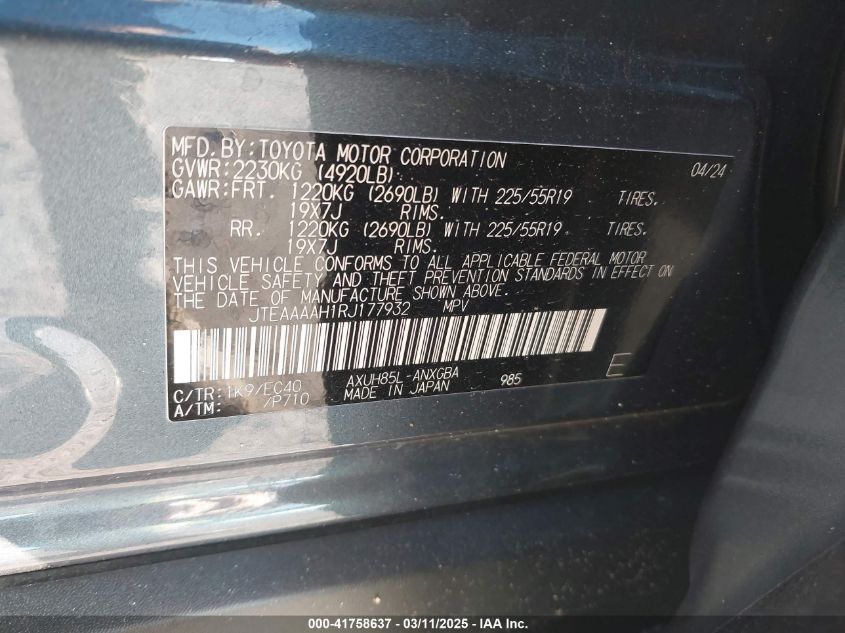 MFD. BY: TOYOTA MOTOR CORPORATION 04/24
GVWR: 2230KG (4920LB)
GAWR: FRT. 1220KG (2690LB) WITH 225/55R19 TIRES.
19X7J RIMS.
RR. 1220KG (2690LB) WITH 225/55R19 TIRES.
19X7J RIMS.
THIS VEHICLE CONFORMS TO ALL APPLICABLE FEDERAL MOTOR
VEHICLE SAFETY AND THEFT PREVENTION STANDARDS IN EFFECT ON
THE DATE OF MANUFACTURE SHOWN ABOVE.
JTEAAAAH1RJ177932 MPV
C/TR: 1K9/EC40 AXUH85L-ANXGBA 985 E
A/TM: /P710 MADE IN JAPAN
000-41758637 - 03/11/2025 - IAA Inc.